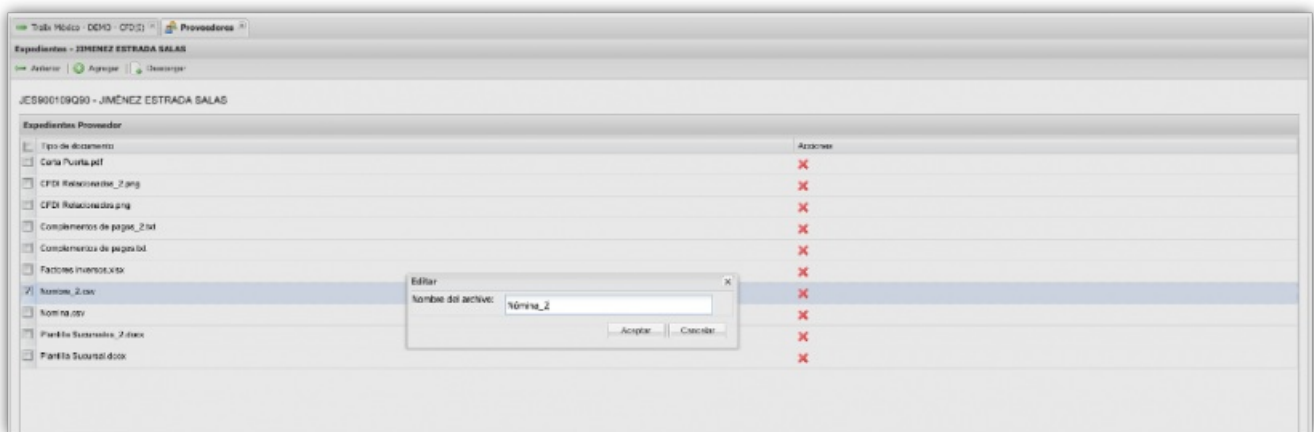 Tralix México - DEMO - CFD(I) Proveedores
Expedientes - JIMENEZ ESTRADA SALAS
Anterior Agregar Descargar
JES900109Q90 - JIMÉNEZ ESTRADA SALAS
Expedientes Proveedor
Tipo de documento Acciones
Carta Puerta.pdf
CFDI Relacionados_2.png
CFDI Relacionados.png
Complementos de pagos_2.txt
Complementos de pagos.txt
Factores inversos.xlsx
Nombre_2.csv
Nomina.csv
Plantilla Sucursales_2.docx
Plantilla Sucursal.docx
Editar
Nombre del archivo: Nómina_2
Aceptar Cancelar